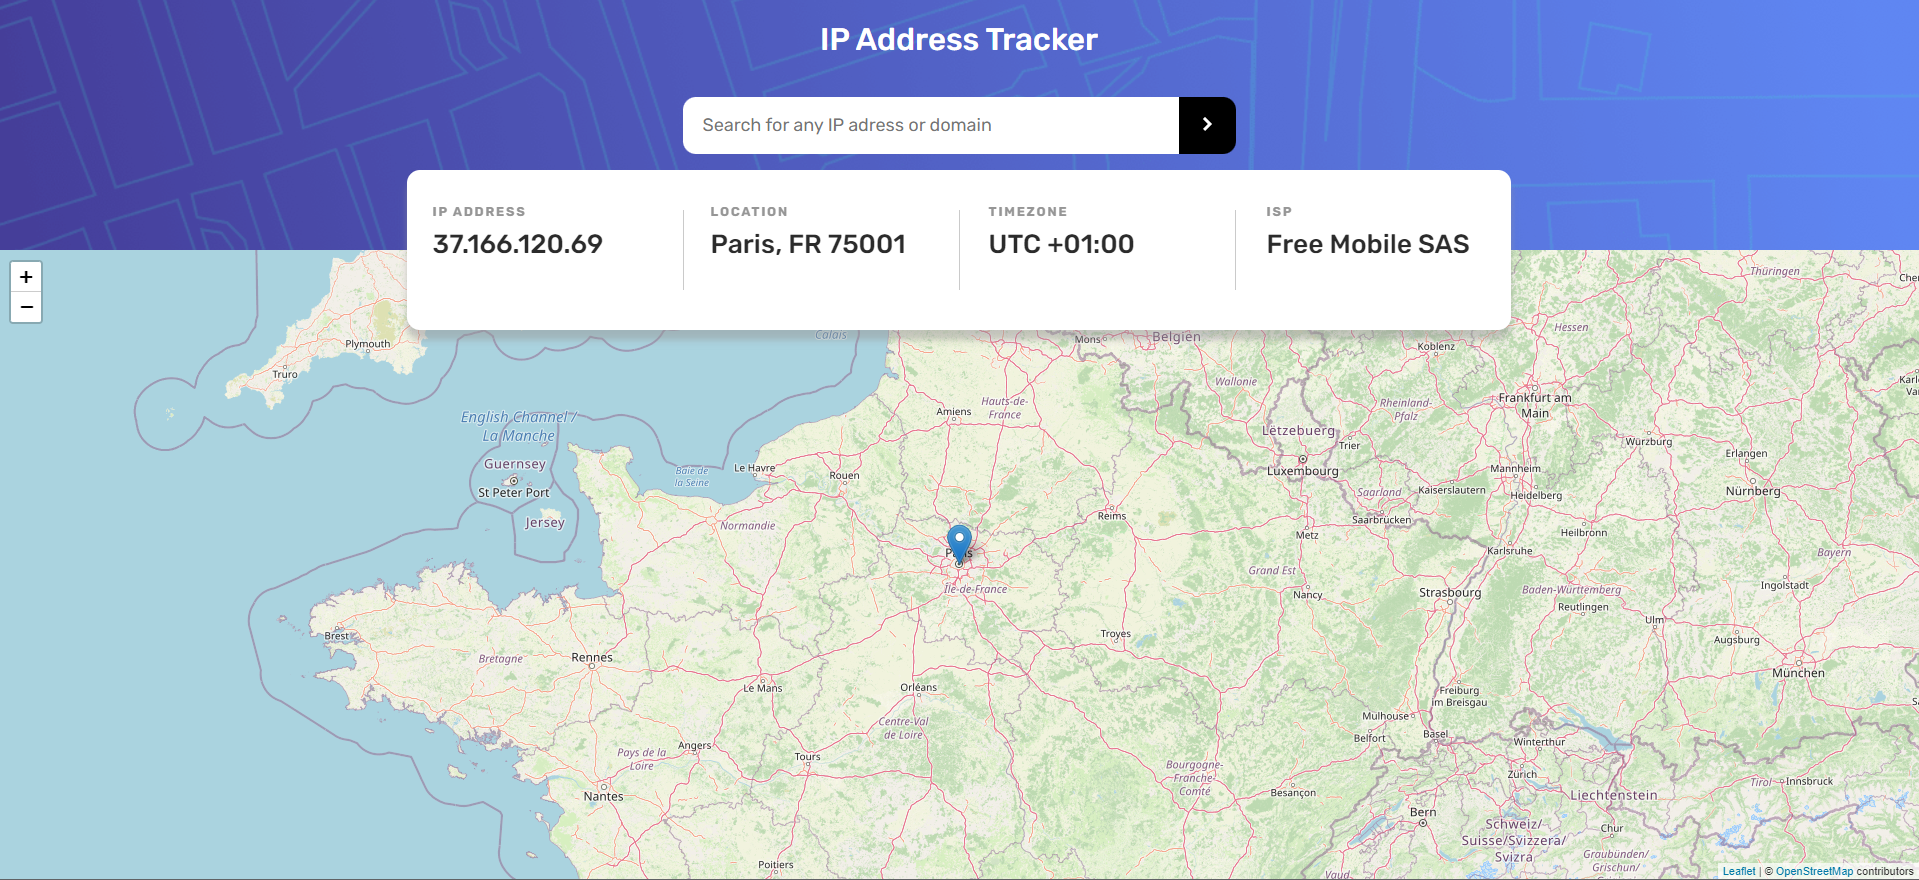 IP Address Tracker
Search for any IP adress or domain
IP ADDRESS
37.166.120.69
LOCATION
Paris, FR 75001
TIMEZONE
UTC +01:00
ISP
Free Mobile SAS
+
−
Thüringen
Hessen
Plymouth
Calais
Mons
Belgien
Koblenz
Truro
Wallonie
Frankfurt am
Main
English Channel /
La Manche
Amiens
Hauts-de-
France
Rheinland-
Pfalz
Lëtzebuerg
Trier
Würzburg
Erlangen
Guernsey
St Peter Port
Baie de
la Seine
Le Havre
Rouen
Luxembourg
Mannheim
Saarland
Kaiserslautern
Heidelberg
Nürnberg
Jersey
Normandie
Reims
Saarbrücken
Metz
Heilbronn
Paris
Karlsruhe
Bayern
Île-de-France
Grand Est
Nancy
Strasbourg
Baden-Württemberg
Reutlingen
Ingolstadt
Brest
Troyes
Ulm
Augsburg
Bretagne
Rennes
Le Mans
Orléans
München
Freiburg
im Breisgau
Centre-Val
de Loire
Mulhouse
Belfort
Basel
Winterthur
Pays de la
Loire
Angers
Tours
Bourgogne-
Franche-
Comté
Zürich
Tirol
Innsbruck
Nantes
Besançon
Liechtenstein
Bern
Schweiz/
Suisse/Svizzera/
Svizra
Chur
Poitiers
Graubünden/
Grischun/
Vaud
Leaflet | © OpenStreetMap contributors